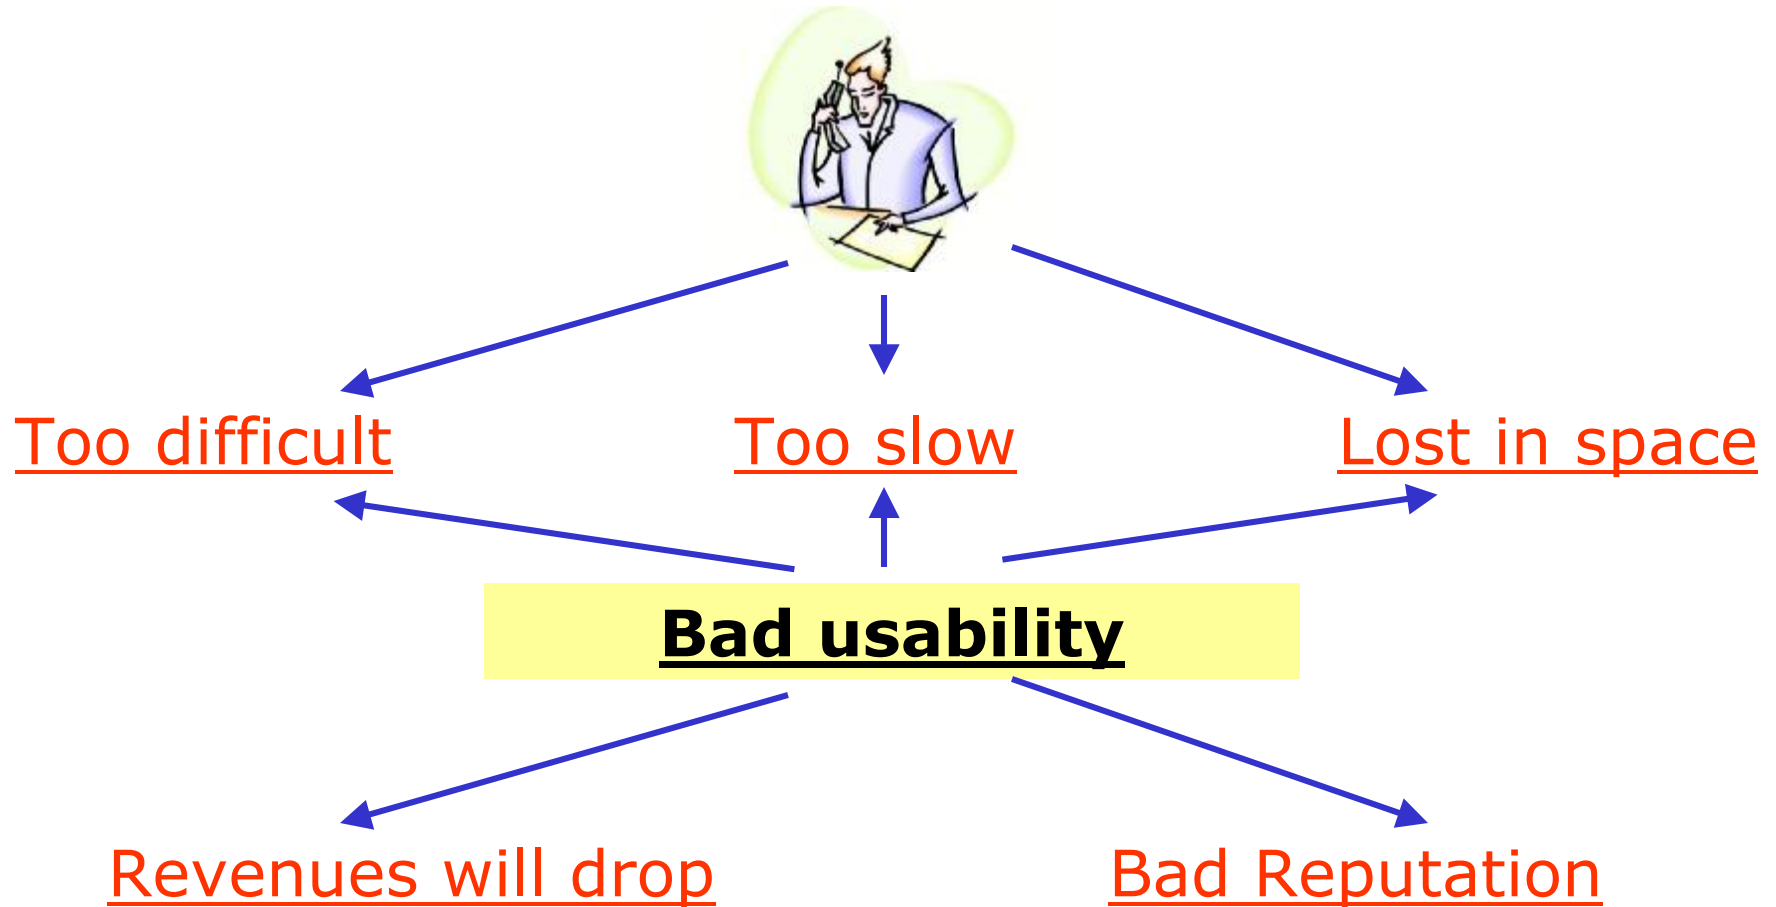 Too difficult
Too slow
Lost in space
Bad usability
Revenues will drop
Bad Reputation